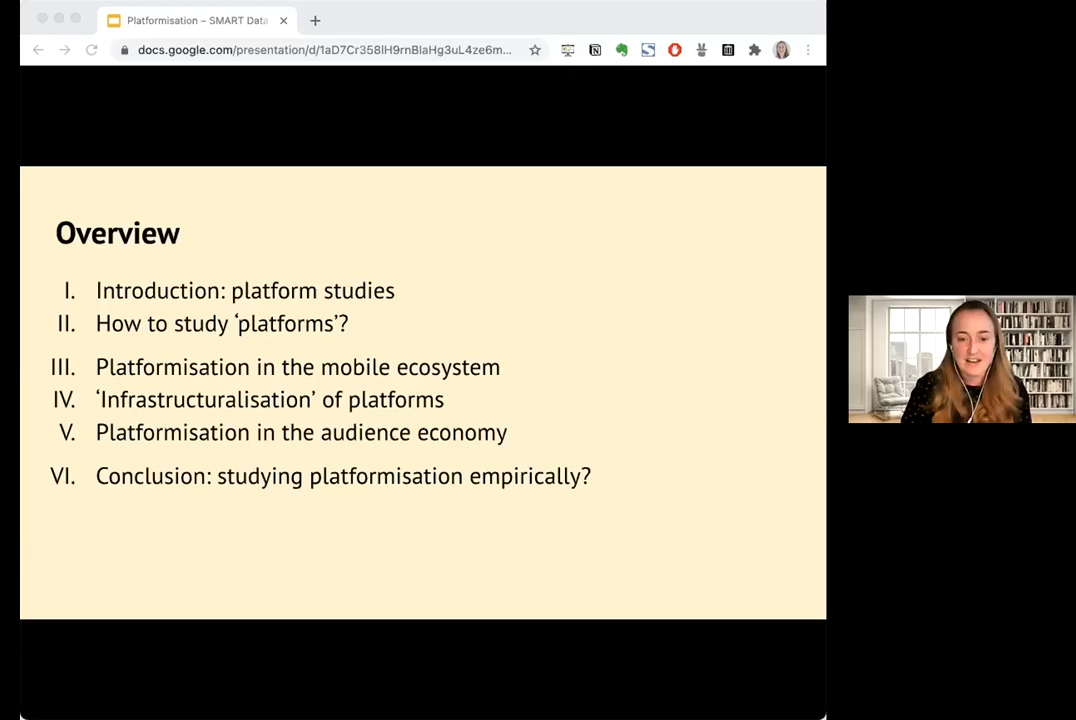 Platformisation – SMART Data
docs.google.com/presentation/d/1aD7Cr358lH9rnBlaHg3uL4ze6m...
Overview
I. Introduction: platform studies
II. How to study ‘platforms’?
III. Platformisation in the mobile ecosystem
IV. ‘Infrastructuralisation’ of platforms
V. Platformisation in the audience economy
VI. Conclusion: studying platformisation empirically?